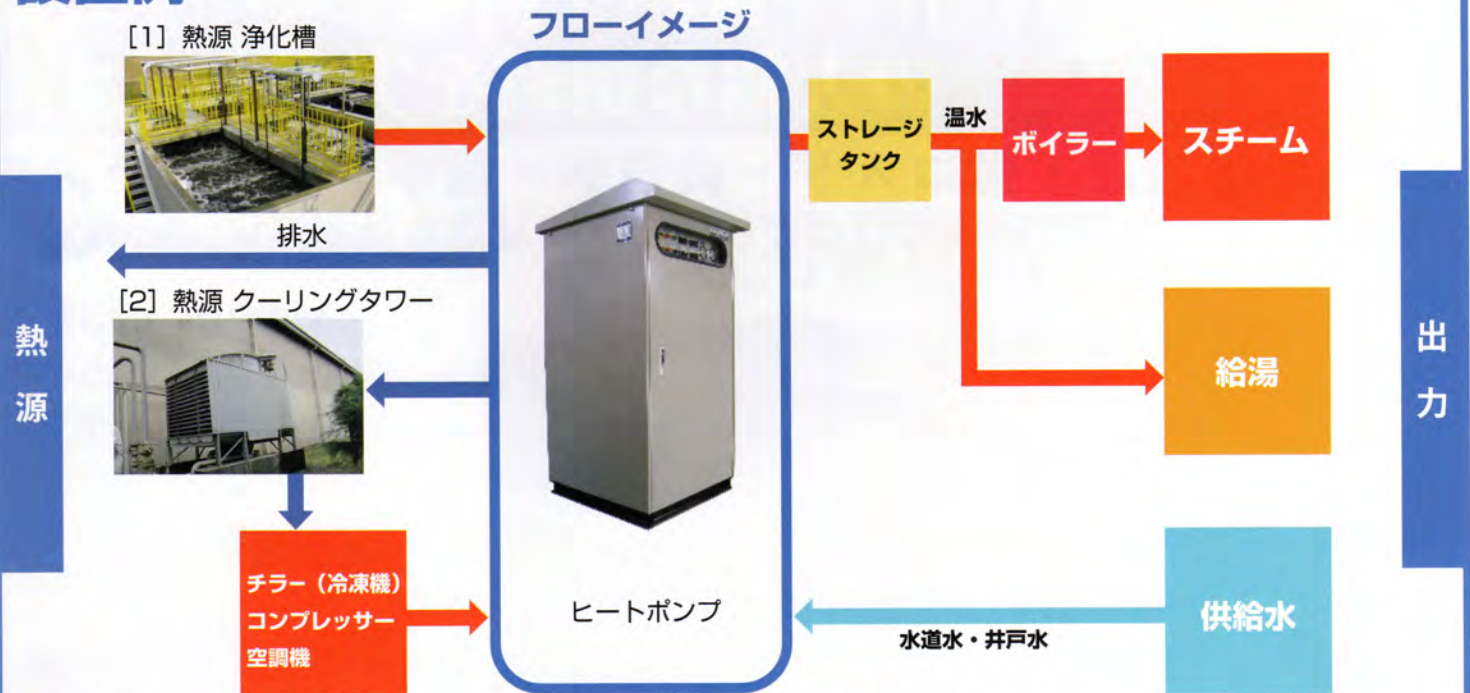 フローイメージ
[1] 熱源 浄化槽
排水
[2] 熱源 クーリングタワー
熱源
チラー（冷凍機）
コンプレッサー
空調機
ヒートポンプ
ストレージ
タンク
温水
ボイラー
スチーム
給湯
供給水
水道水・井戸水
出力